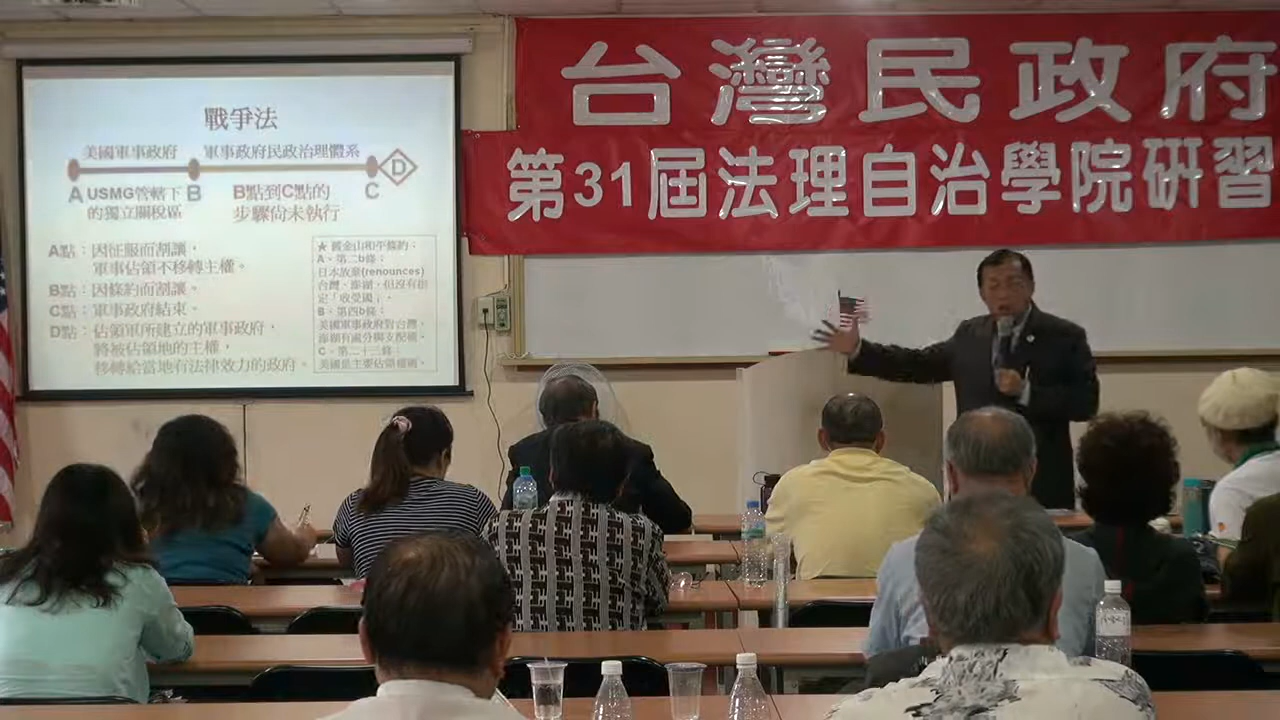 台灣民政府
第31屆法理自治學院研習
戰爭法
美國軍事政府 軍事政府民政治理體系
D
A USMG管轄下 B
的獨立關稅區
B點到C點的 C
步驟尚未執行
A點：因征服而割讓，
軍事佔領不移轉主權。
B點：因條約而割讓。
C點：軍事政府結束。
D點：佔領軍所建立的軍事政府，
將被佔領地的主權，
移轉給當地有法律效力的政府。
★ 舊金山和平條約：
A、第二b條：
日本放棄(renounces)
台灣、澎湖，但沒有指
定「收受國」。
B、第四b條：
美國軍事政府對台灣、
澎湖有處分與支配權。
C、第二十三條：
美國是主要佔領權國。